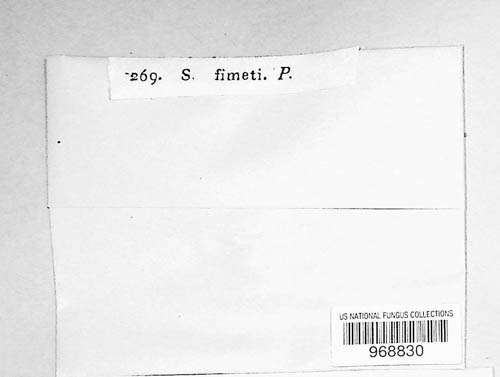 269. S. fimeti. P.
US NATIONAL FUNGUS COLLECTIONS
968830